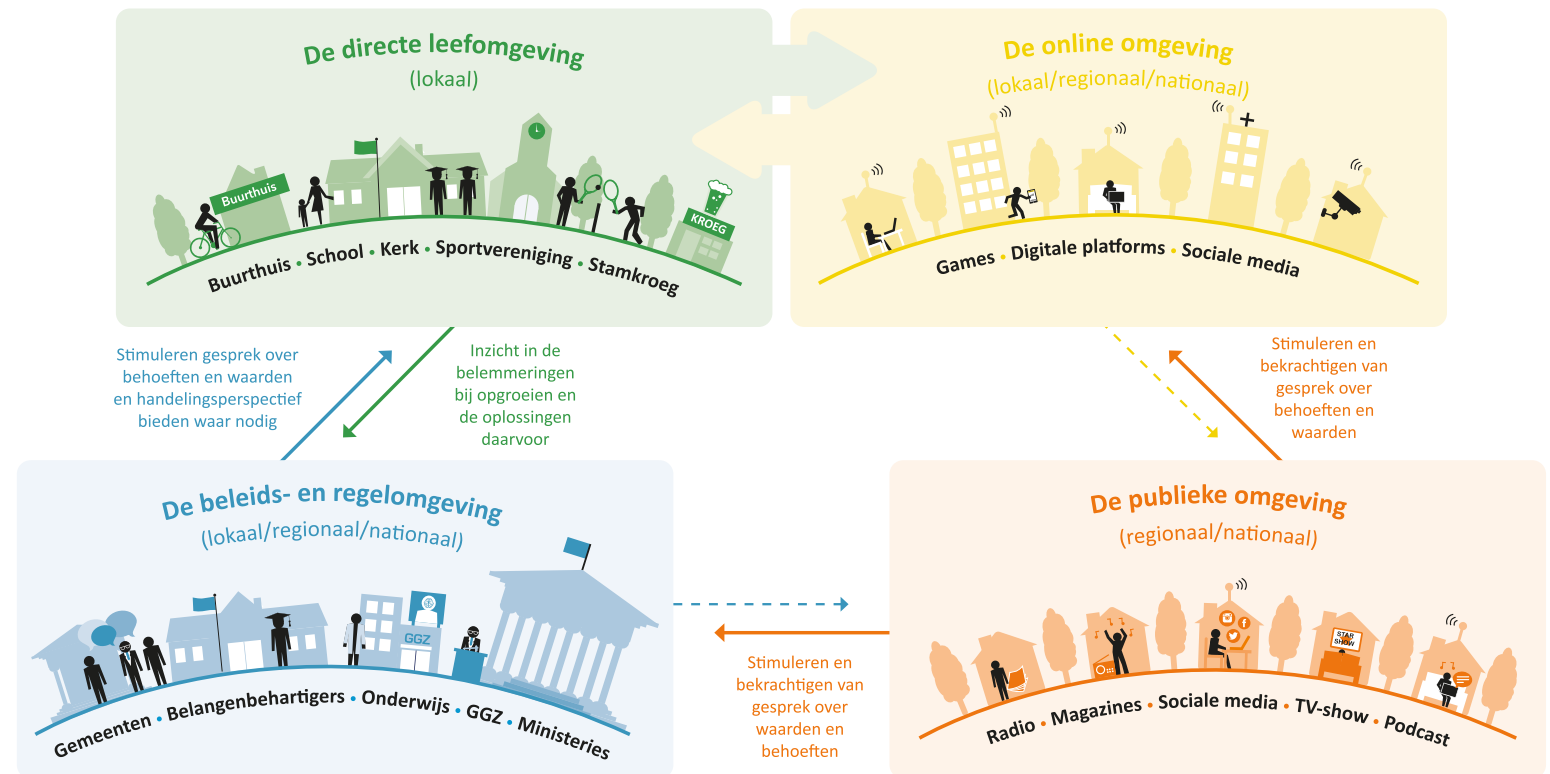 De directe leefomgeving
(lokaal)
Buurthuis
KROEG
Buurthuis • School • Kerk • Sportvereniging • Stamkroeg
De online omgeving
(lokaal/regionaal/nationaal)
Games • Digitale platforms • Sociale media
Stimuleren gesprek over
behoeften en waarden
en handelingsperspectief
bieden waar nodig
Inzicht in de
belemmeringen
bij opgroeien en
de oplossingen
daarvoor
Stimuleren en
bekrachtigen van
gesprek over
behoeften en
waarden
De beleids- en regelomgeving
(lokaal/regionaal/nationaal)
GGZ
Gemeenten • Belangenbehartigers • Onderwijs • GGZ • Ministeries
Stimuleren en
bekrachtigen van
gesprek over
waarden en
behoeften
De publieke omgeving
(regionaal/nationaal)
STAR
SHOW
Radio • Magazines • Sociale media • TV-show • Podcast